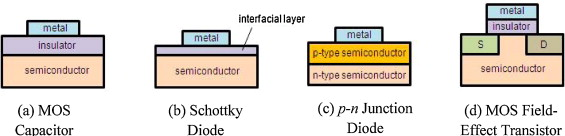 metal
insulator
semiconductor
(a) MOS
Capacitor
interfacial layer
metal
semiconductor
(b) Schottky
Diode
metal
p-type semiconductor
n-type semiconductor
(c) p-n Junction
Diode
metal
insulator
S D
semiconductor
(d) MOS Field-
Effect Transistor